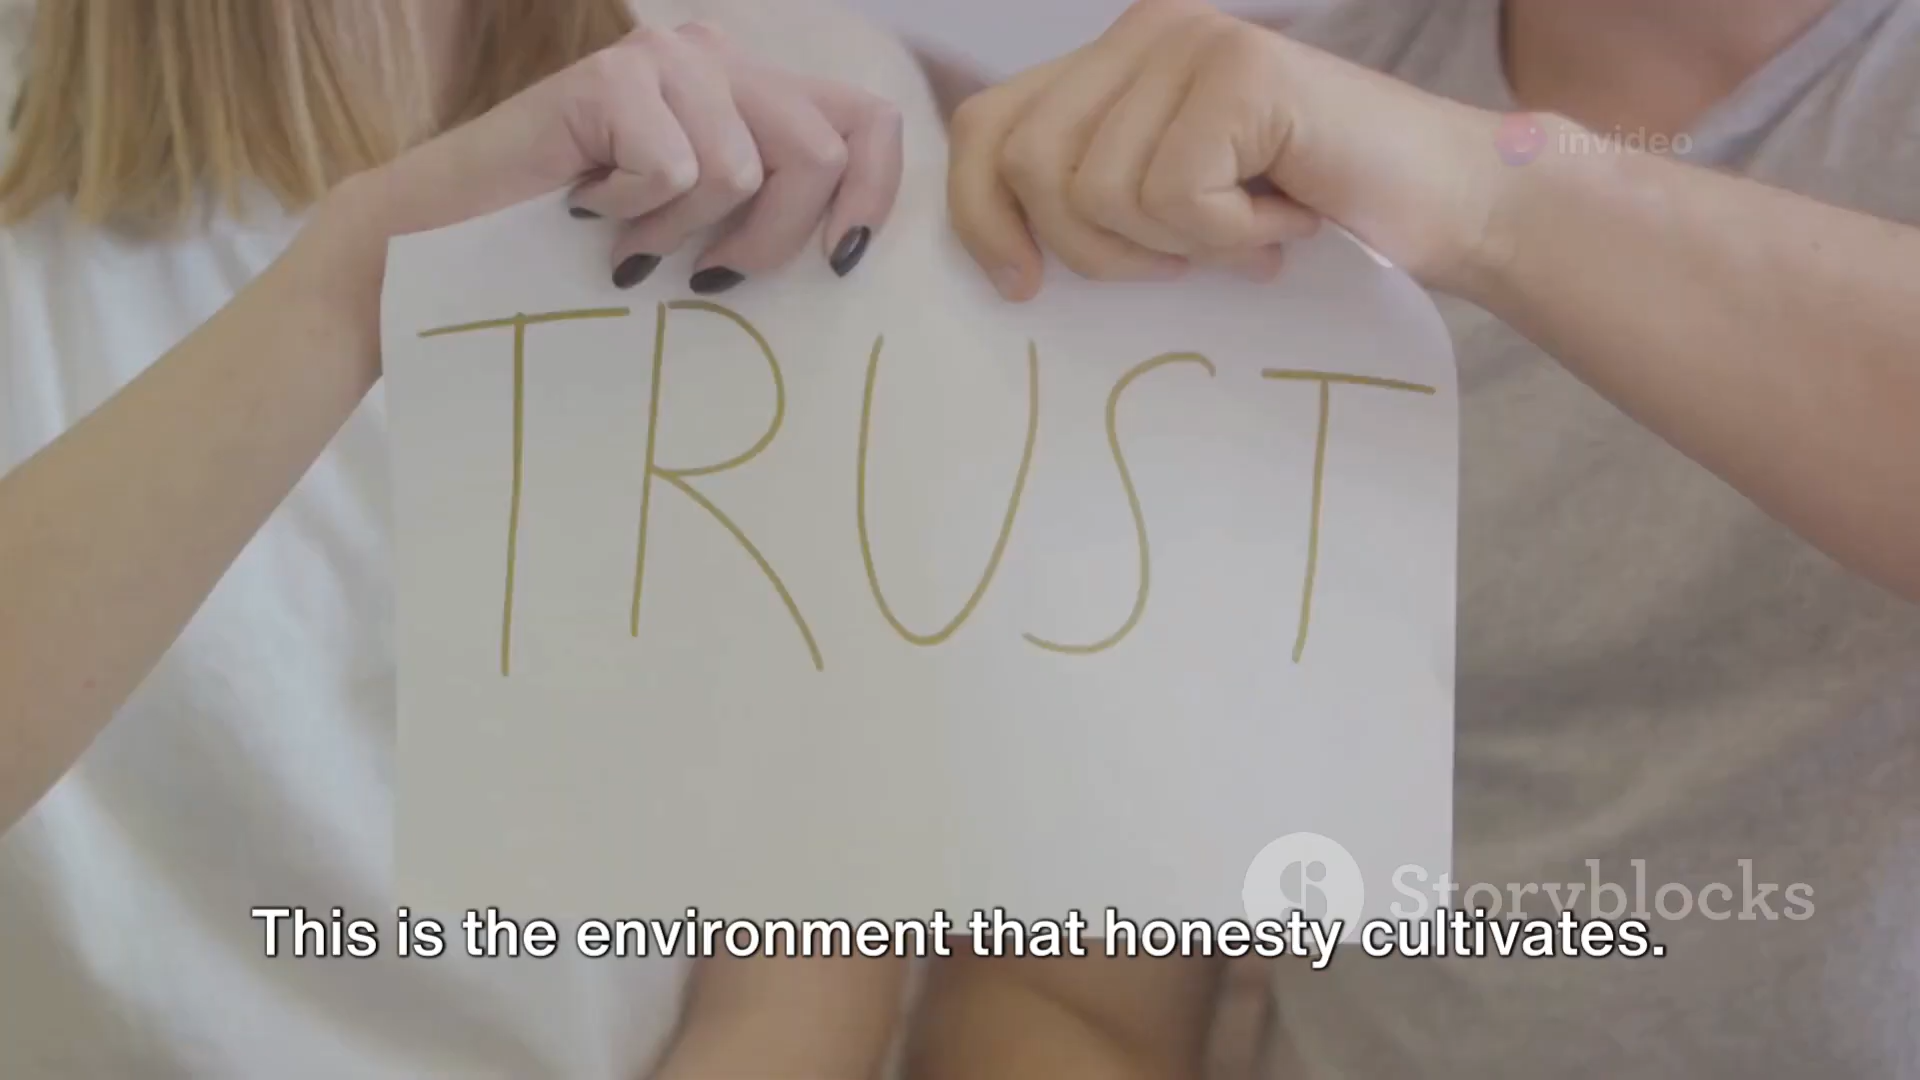 invideo
TRUST
Storyblocks
This is the environment that honesty cultivates.